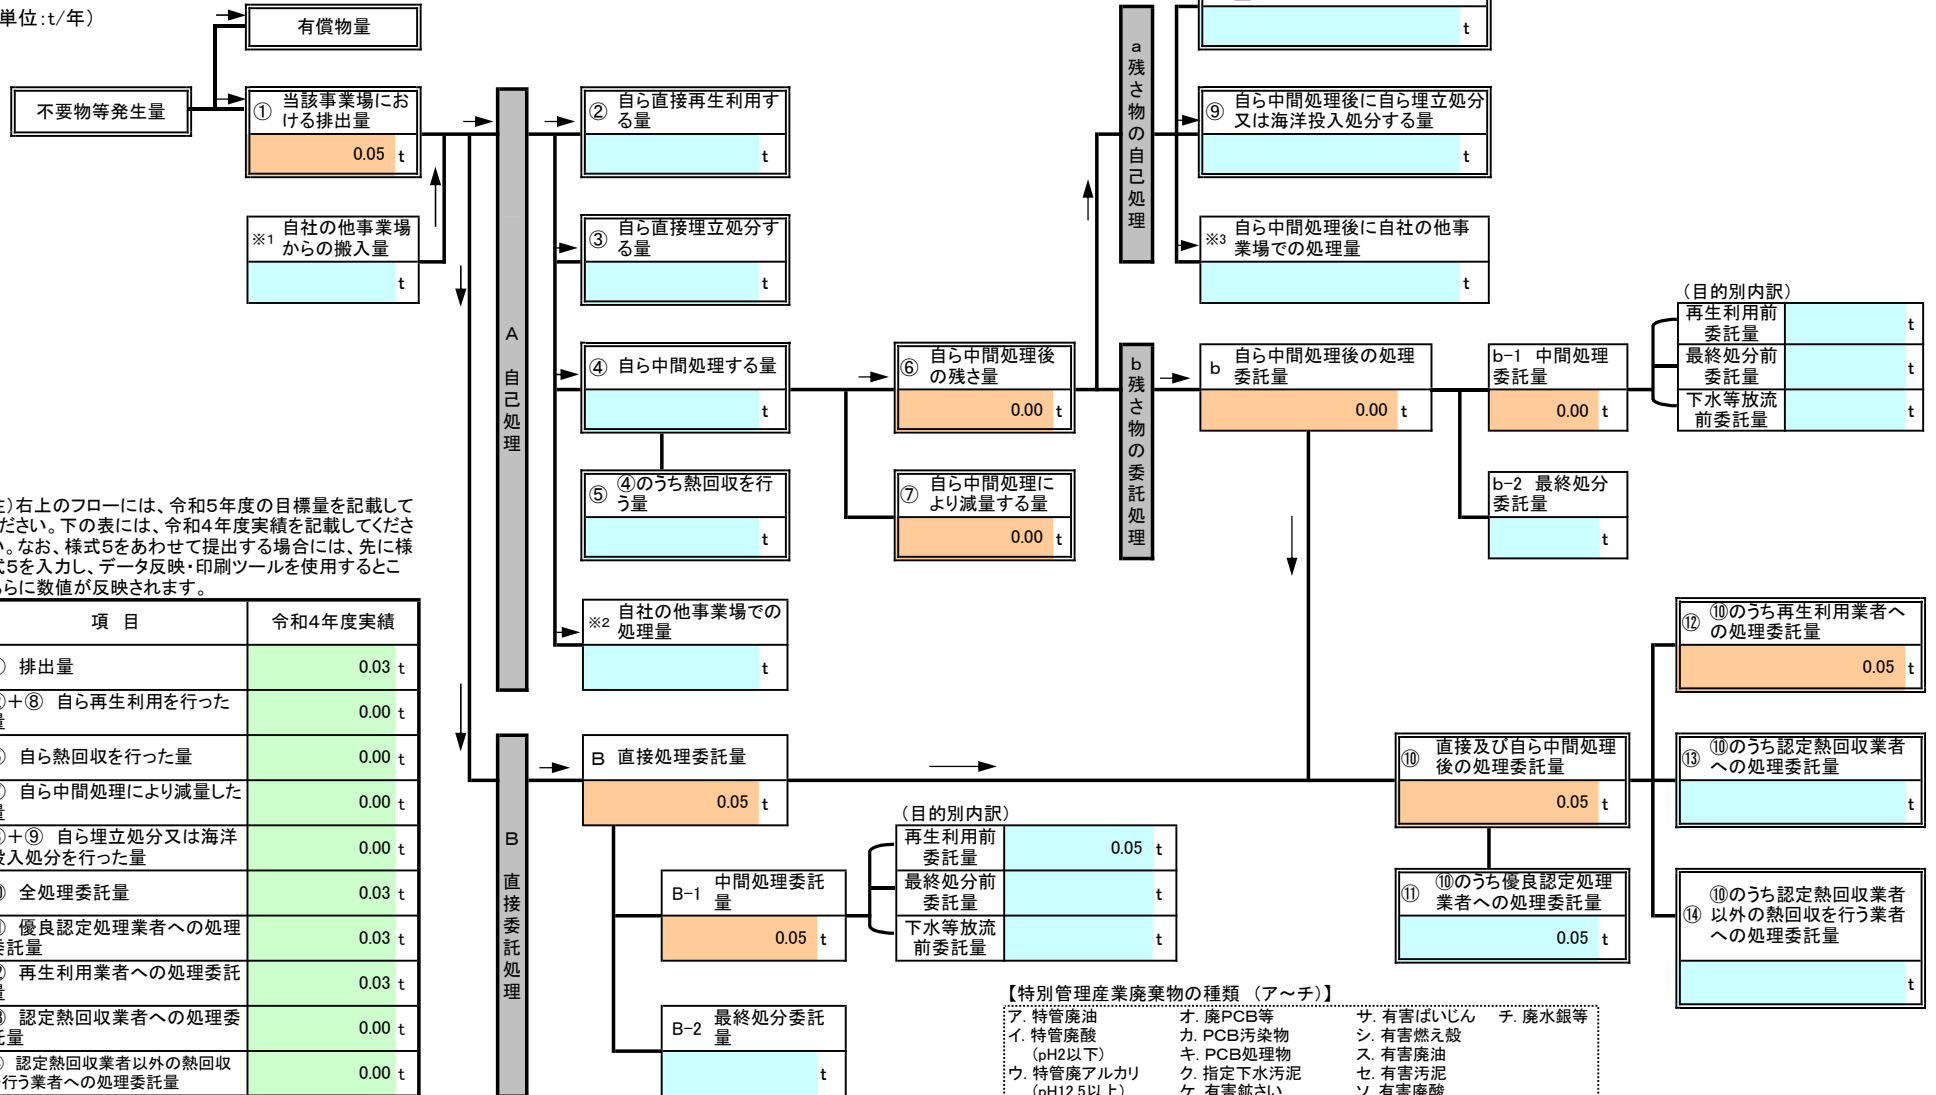 単位:t/年)
有償物量
不要物等発生量
① 当該事業場にお
ける排出量
0.05 t
※1 自社の他事業場
からの搬入量
t
A 自己処理
② 自ら直接再生利用す
る量
t
③ 自ら直接埋立処分す
る量
t
④ 自ら中間処理する量
t
⑤ ④のうち熱回収を行
う量
t
※2 自社の他事業場での
処理量
t
⑥ 自ら中間処理後
の残さ量
0.00 t
⑦ 自ら中間処理に
より減量する量
0.00 t
a 残さ物の自己処理
t
⑨ 自ら中間処理後に自ら埋立処分
又は海洋投入処分する量
t
※3 自ら中間処理後に自社の他事
業場での処理量
t
b 残さ物の委託処理
b 自ら中間処理後の処理
委託量
0.00 t
b-1 中間処理
委託量
0.00 t
b-2 最終処分
委託量
t
(目的別内訳)
再生利用前
委託量
t
最終処分前
委託量
t
下水等放流
前委託量
t
)右上のフローには、令和5年度の目標量を記載して
ださい。下の表には、令和4年度実績を記載してくださ
。なお、様式5をあわせて提出する場合には、先に様
5を入力し、データ反映・印刷ツールを使用するとこ
らに数値が反映されます。
項 目 令和4年度実績
排出量 0.03 t
+⑧ 自ら再生利用を行った
0.00 t
自ら熱回収を行った量 0.00 t
自ら中間処理により減量した
0.00 t
+⑨ 自ら埋立処分又は海洋
入処分を行った量
0.00 t
全処理委託量 0.03 t
優良認定処理業者への処理
託量
0.03 t
再生利用業者への処理委託
0.03 t
認定熱回収業者への処理委
量
0.00 t
認定熱回収業者以外の熱回収
行う業者への処理委託量
0.00 t
B 直接委託処理
B 直接処理委託量
0.05 t
B-1 中間処理委託
量
0.05 t
B-2 最終処分委託
量
t
(目的別内訳)
再生利用前
委託量
0.05 t
最終処分前
委託量
t
下水等放流
前委託量
t
⑩ 直接及び自ら中間処理
後の処理委託量
0.05 t
⑪ ⑩のうち優良認定処理
業者への処理委託量
0.05 t
⑫ ⑩のうち再生利用業者へ
の処理委託量
0.05 t
⑬ ⑩のうち認定熱回収業者
への処理委託量
t
⑭ ⑩のうち認定熱回収業者
以外の熱回収を行う業者
への処理委託量
t
【特別管理産業廃棄物の種類 (ア~チ)】
ア. 特管廃油 オ. 廃PCB等 サ. 有害ばいじん チ. 廃水銀等
イ. 特管廃酸 カ. PCB汚染物 シ. 有害燃え殻
(pH2以下) キ. PCB処理物 ス. 有害廃油
ウ. 特管廃アルカリ ク. 指定下水汚泥 セ. 有害汚泥
(pH12.5以上) ケ. 有害鉱さい ソ. 有害廃酸